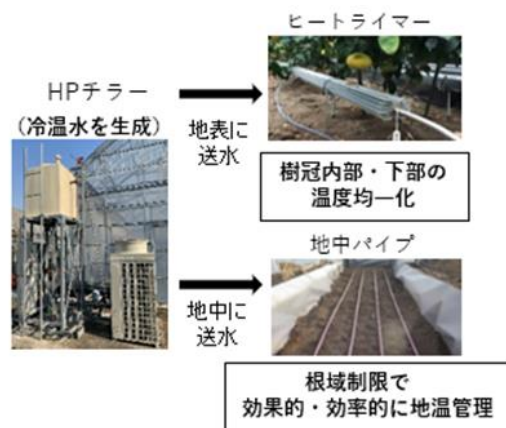 ヒートライマー
HPチラー
(冷温水を生成)
地表に
送水
樹冠内部・下部の
温度均一化
地中パイプ
地中に
送水
根域制限で
効果的・効率的に地温管理